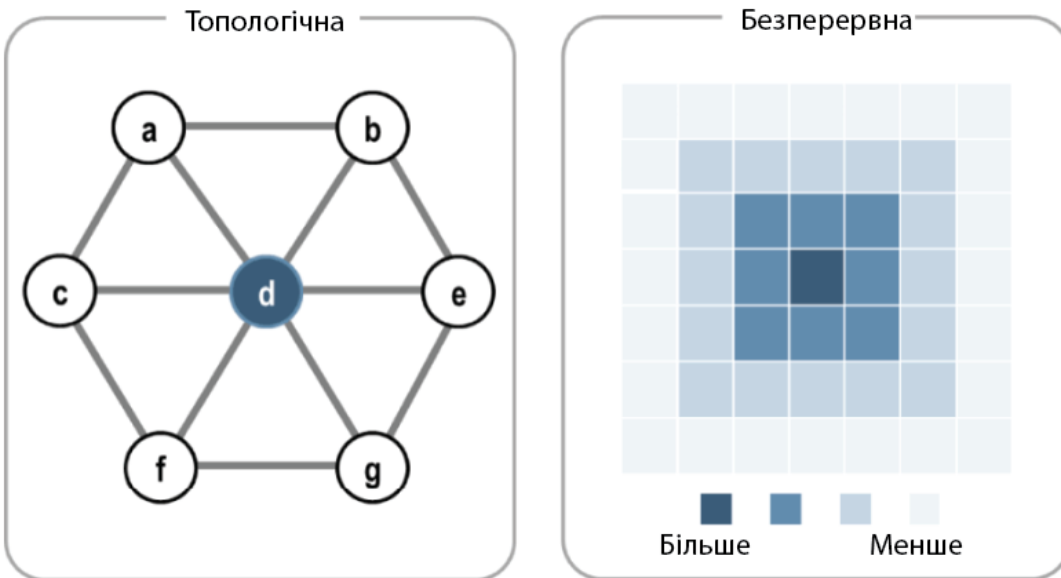 Топологічна
Безперервна
a
b
c
d
e
f
g
Більше
Менше